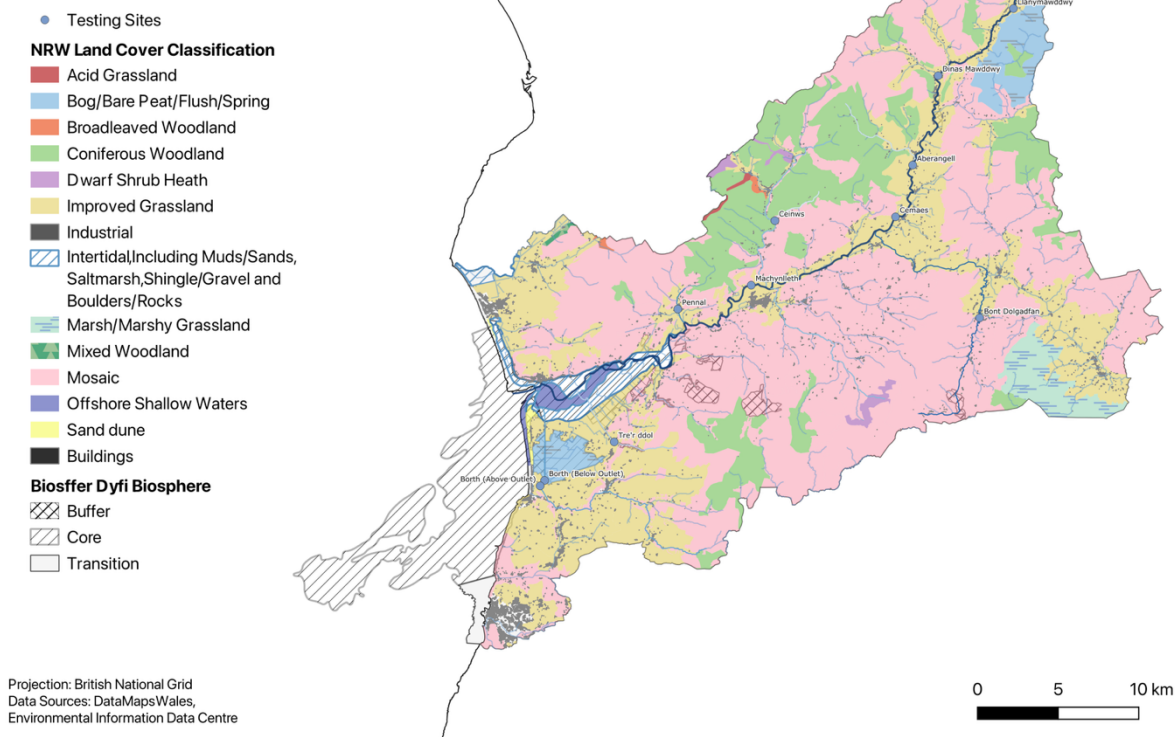 Testing Sites
NRW Land Cover Classification
Acid Grassland
Bog/Bare Peat/Flush/Spring
Broadleaved Woodland
Coniferous Woodland
Dwarf Shrub Heath
Improved Grassland
Industrial
Intertidal,Including Muds/Sands,
Saltmarsh,Shingle/Gravel and
Boulders/Rocks
Marsh/Marshy Grassland
Mixed Woodland
Mosaic
Offshore Shallow Waters
Sand dune
Buildings
Biosffer Dyfi Biosphere
Buffer
Core
Transition
Projection: British National Grid
Data Sources: DataMapsWales,
Environmental Information Data Centre
Llanymawddwy
Dinas Mawddwy
Aberangell
Cemaes
Ceinws
Machynlleth
Pennal
Bont Dolgadfan
Tre'r ddol
Borth (Below Outlet)
Borth (Above Outlet)
0 5 10 km